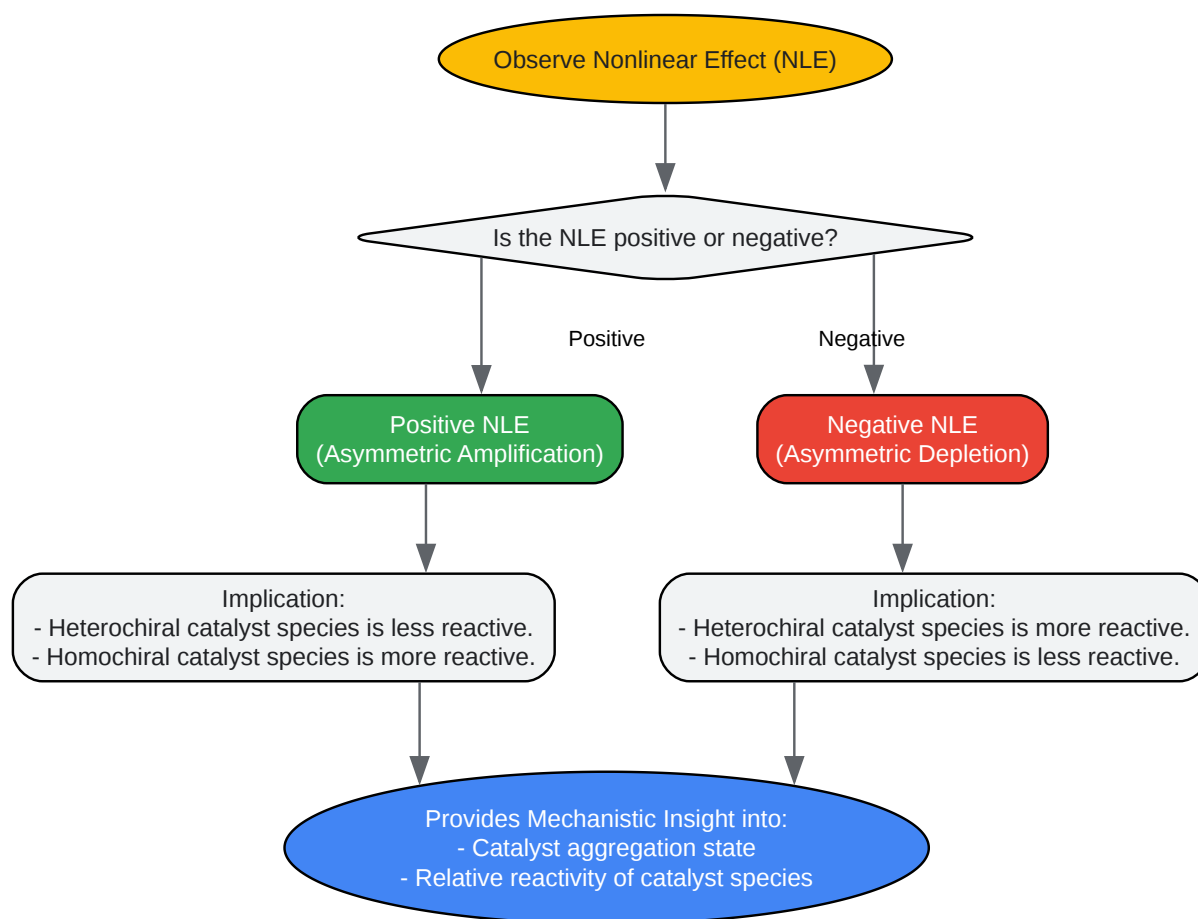 Observe Nonlinear Effect (NLE)
Is the NLE positive or negative?
Positive
Negative
Positive NLE
(Asymmetric Amplification)
Negative NLE
(Asymmetric Depletion)
Implication:
- Heterochiral catalyst species is less reactive.
- Homochiral catalyst species is more reactive.
Implication:
- Heterochiral catalyst species is more reactive.
- Homochiral catalyst species is less reactive.
Provides Mechanistic Insight into:
- Catalyst aggregation state
- Relative reactivity of catalyst species